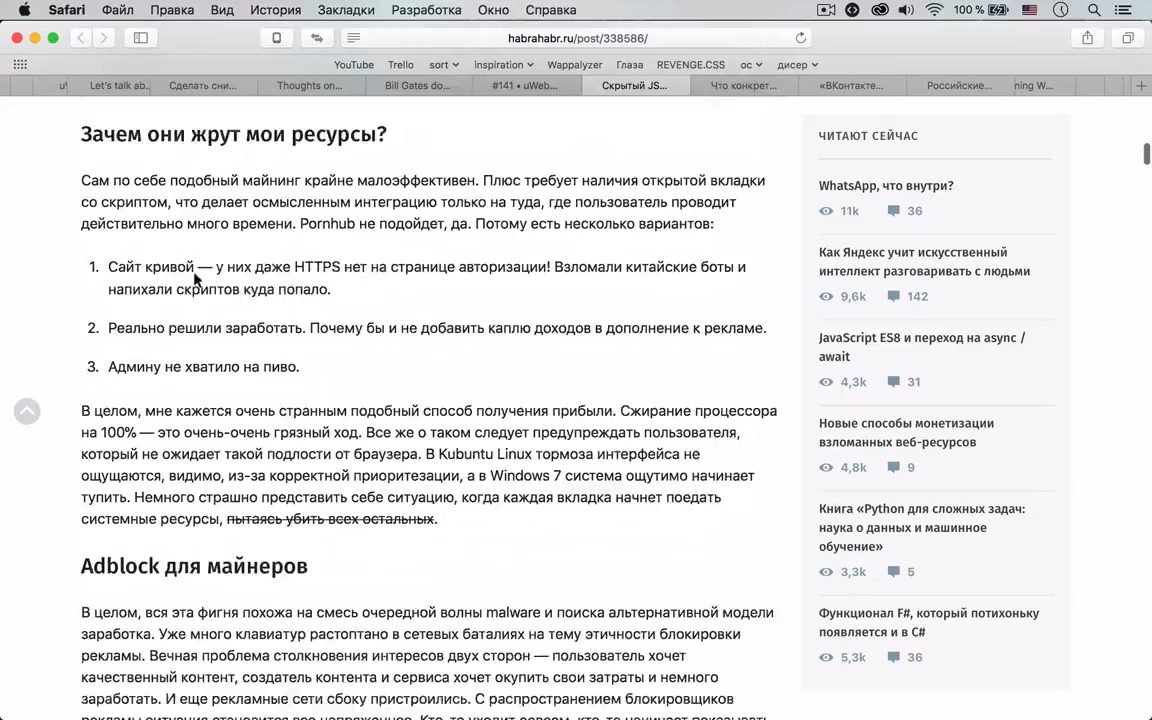 Safari Файл Правка Вид История Закладки Разработка Окно Справка 100 %
habrahabr.ru/post/338586/
YouTube Trello sort inspiration Wappalyzer Глаза REVENGE.CSS ос дисер
Let's talk ab... Сделать сни... Thoughts on... Bill Gates do... #141 • uWeb... Скрытый JS... Что конкрет... «ВКонтакте... Российские... ning W...
Зачем они жрут мои ресурсы?
Сам по себе подобный майнинг крайне малоэффективен. Плюс требует наличия открытой вкладки
со скриптом, что делает осмысленным интеграцию только на туда, где пользователь проводит
действительно много времени. Pornhub не подойдет, да. Потому есть несколько вариантов:
1. Сайт кривой — у них даже HTTPS нет на странице авторизации! Взломали китайские боты и
напихали скриптов куда попало.
2. Реально решили заработать. Почему бы и не добавить каплю доходов в дополнение к рекламе.
3. Админу не хватило на пиво.
В целом, мне кажется очень странным подобный способ получения прибыли. Сжирание процессора
на 100% — это очень-очень грязный ход. Все же о таком следует предупреждать пользователя,
который не ожидает такой подлости от браузера. В Kubuntu Linux тормоза интерфейса не
ощущаются, видимо, из-за корректной приоритезации, а в Windows 7 система ощутимо начинает
тупить. Немного страшно представить себе ситуацию, когда каждая вкладка начнет поедать
системные ресурсы, пытаясь убить всех остальных.
Adblock для майнеров
В целом, вся эта фигня похожа на смесь очередной волны malware и поиска альтернативной модели
заработка. Уже много клавиатур растоптано в сетевых баталиях на тему этичности блокировки
рекламы. Вечная проблема столкновения интересов двух сторон — пользователь хочет
качественный контент, создатель контента и сервиса хочет окупить свои затраты и немного
заработать. И еще рекламные сети сбоку пристроились. С распространением блокировщиков
ЧИТАЮТ СЕЙЧАС
WhatsApp, что внутри?
11k 36
Как Яндекс учит искусственный
интеллект разговаривать с людьми
9,6k 142
JavaScript ES8 и переход на async /
await
4,3k 31
Новые способы монетизации
взломанных веб-ресурсов
4,8k 9
Книга «Python для сложных задач:
наука о данных и машинное
обучение»
3,3k 5
Функционал F#, который потихоньку
появляется и в C#
5,3k 36